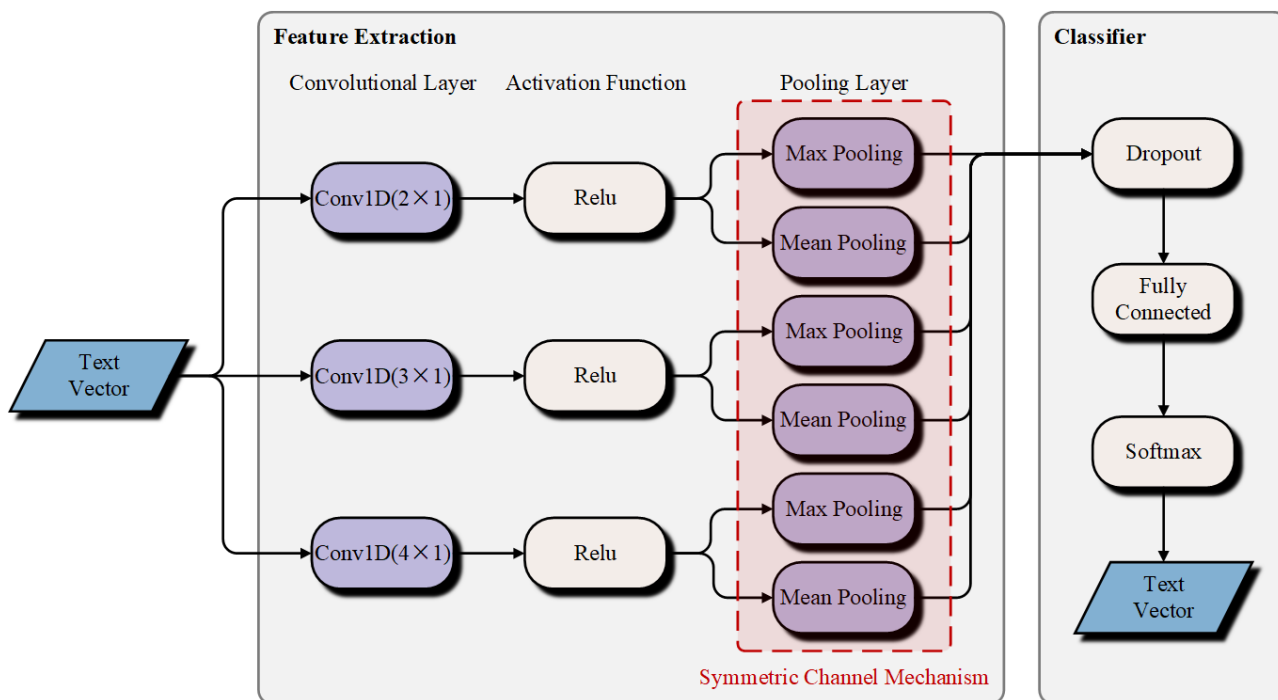 Feature Extraction
Classifier
Convolutional Layer
Activation Function
Pooling Layer
Text
Vector
Conv1D(2×1)
Relu
Max Pooling
Mean Pooling
Conv1D(3×1)
Relu
Max Pooling
Mean Pooling
Conv1D(4×1)
Relu
Max Pooling
Mean Pooling
Symmetric Channel Mechanism
Dropout
Fully
Connected
Softmax
Text
Vector